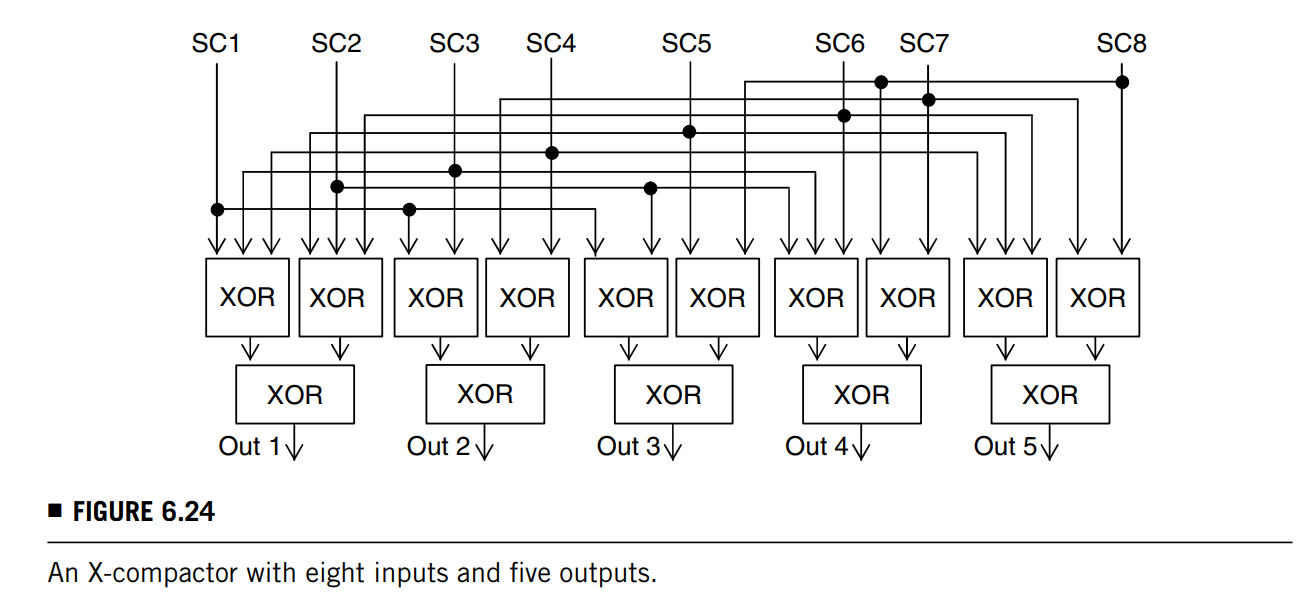 SC1 SC2 SC3 SC4 SC5 SC6 SC7 SC8
XOR XOR XOR XOR XOR XOR XOR XOR XOR XOR
XOR XOR XOR XOR XOR
Out 1 Out 2 Out 3 Out 4 Out 5
■ FIGURE 6.24
An X-compactor with eight inputs and five outputs.